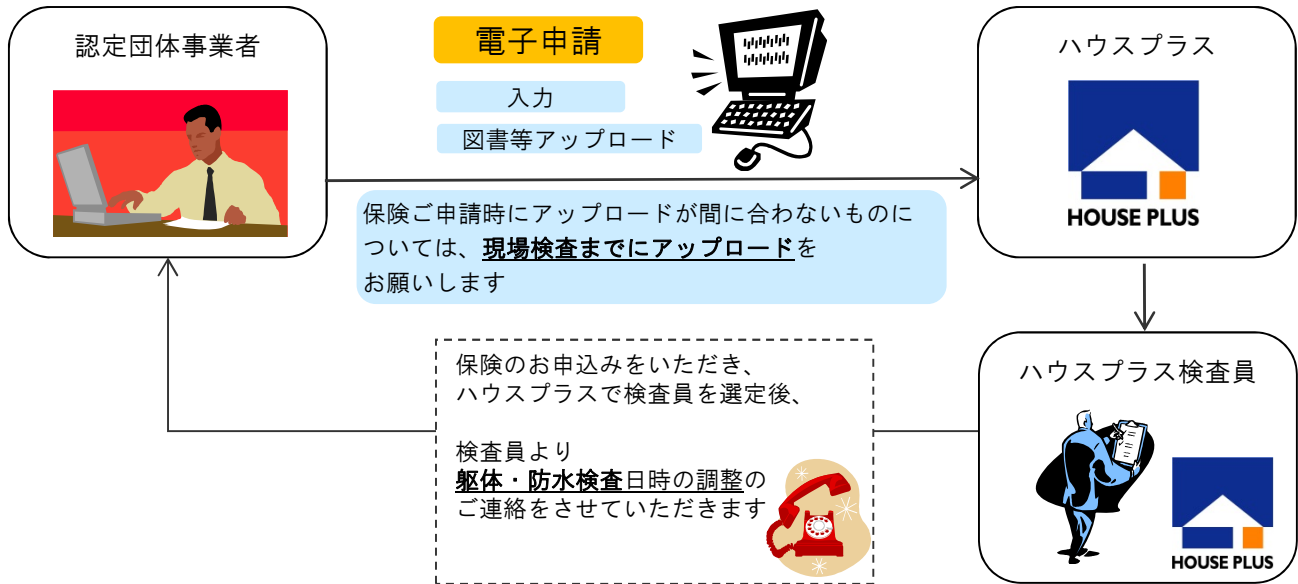 認定団体事業者
電子申請
入力
図書等アップロード
ハウスプラス
HOUSE PLUS
保険ご申請時にアップロードが間に合わないものに
ついては、現場検査までにアップロードを
お願いします
保険のお申込みをいただき、
ハウスプラスで検査員を選定後、
検査員より
躯体・防水検査日時の調整の
ご連絡をさせていただきます
ハウスプラス検査員
HOUSE PLUS